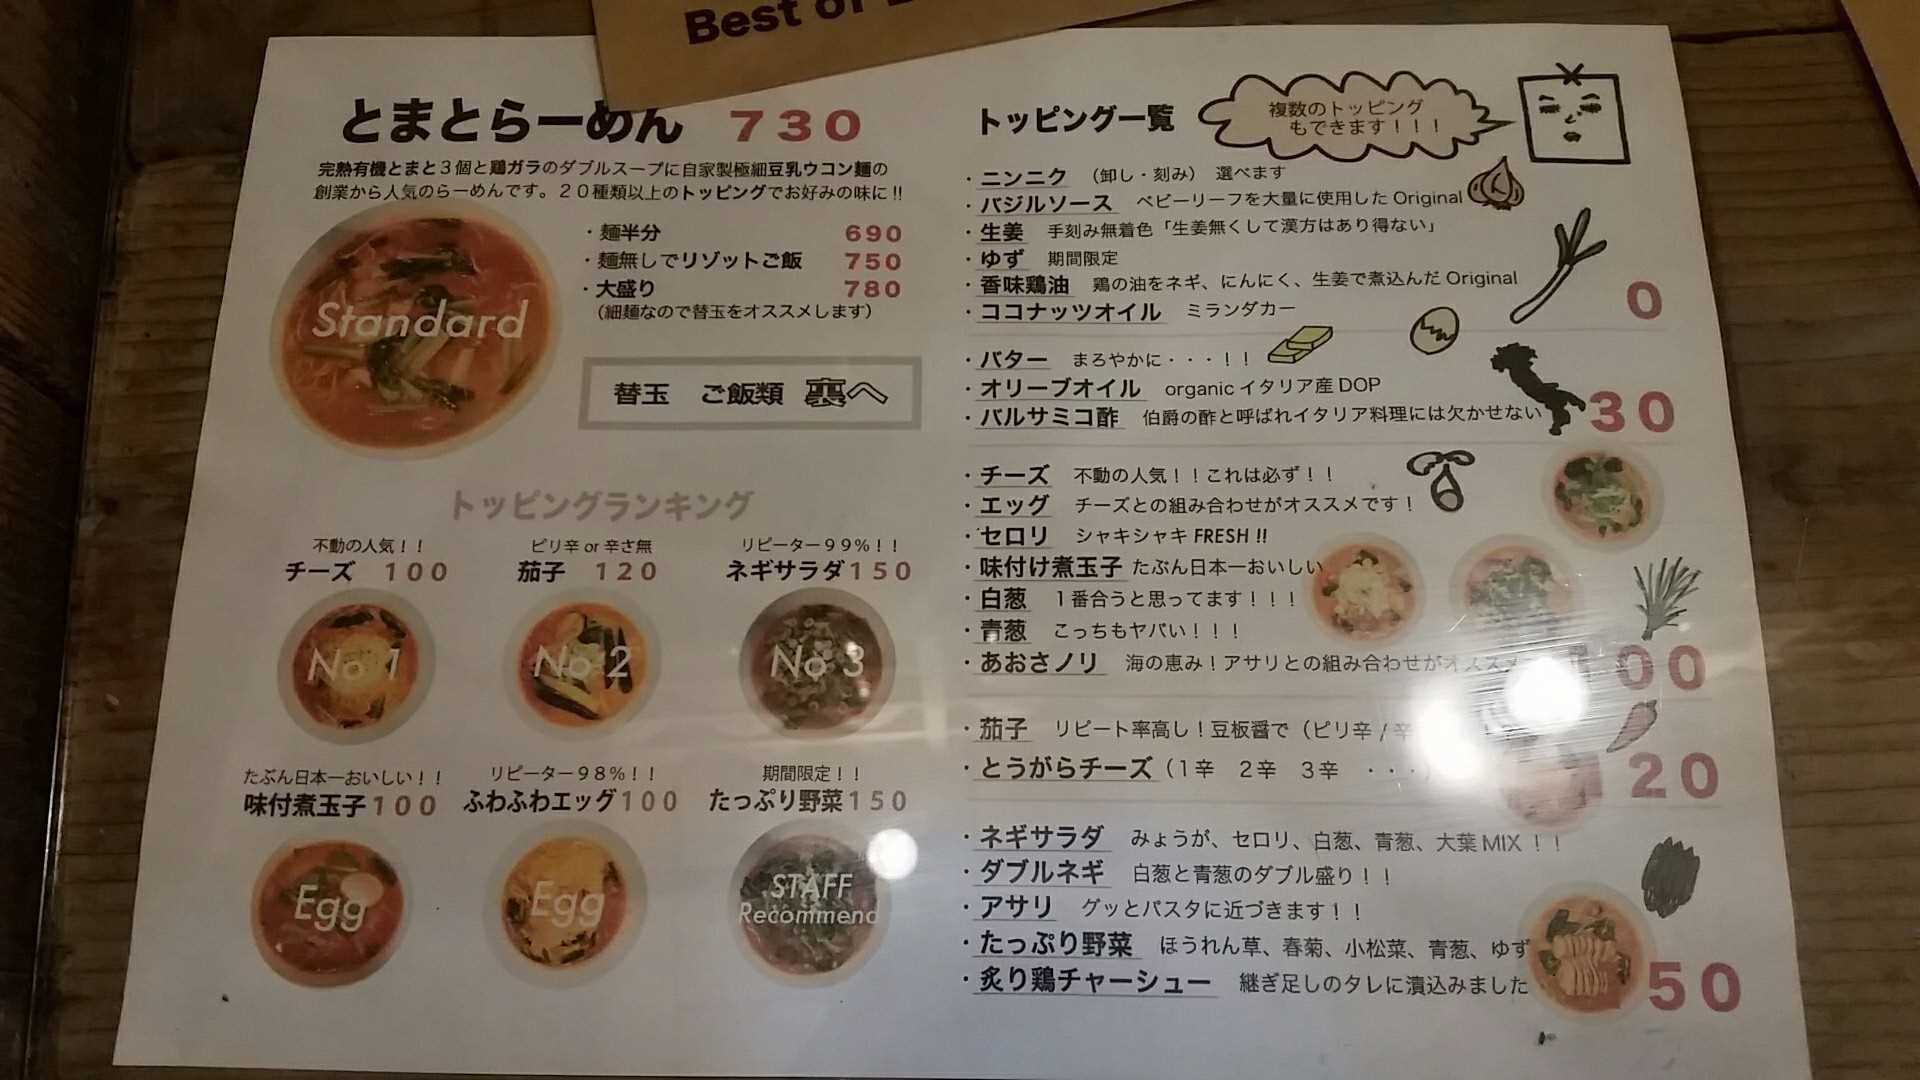 Best of
とまとらーめん 730
完熟有機とまと３個と鶏ガラのダブルスープに自家製極細豆乳ウコン麺の
創業から人気のらーめんです。２０種類以上のトッピングでお好みの味に!!
・麺半分 690
・麺無しでリゾットご飯 750
・大盛り 780
（細麺なので替玉をオススメします）
Standard
替玉 ご飯類 裏へ
トッピングランキング
不動の人気！！
チーズ 100
No 1
ピリ辛 or 辛さ無
茄子 120
No 2
リピーター９９%！！
ネギサラダ150
No 3
たぶん日本一おいしい！！
味付煮玉子100
Egg
リピーター９８%！！
ふわふわエッグ100
Egg
期間限定！！
たっぷり野菜150
STAFF
Recommend
トッピング一覧
複数のトッピング
もできます！！！
・ニンニク （卸し・刻み） 選べます
・バジルソース ベビーリーフを大量に使用した Original
・生姜 手刻み無着色「生姜無くして漢方はあり得ない」
・ゆず 期間限定
・香味鶏油 鶏の油をネギ、にんにく、生姜で煮込んだ Original
・ココナッツオイル ミランダカー
0
・バター まろやかに・・・！！
・オリーブオイル organic イタリア産 DOP
・バルサミコ酢 伯爵の酢と呼ばれイタリア料理には欠かせない
30
・チーズ 不動の人気！！これは必ず！！
・エッグ チーズとの組み合わせがオススメです！
・セロリ シャキシャキ FRESH !!
・味付け煮玉子 たぶん日本一おいしい
・白葱 １番合うと思ってます！！！
・青葱 こっちもヤバい！！！
・あおさノリ 海の恵み！アサリとの組み合わせがオススメ
00
・茄子 リピート率高し！豆板醤で（ピリ辛 / 辛
・とうがらチーズ（１辛 ２辛 ３辛 ・・・）
120
・ネギサラダ みょうが、セロリ、白葱、青葱、大葉 MIX ！！
・ダブルネギ 白葱と青葱のダブル盛り！！
・アサリ グッとパスタに近づきます！！
・たっぷり野菜 ほうれん草、春菊、小松菜、青葱、ゆず
・炙り鶏チャーシュー 継ぎ足しのタレに漬込みました
50